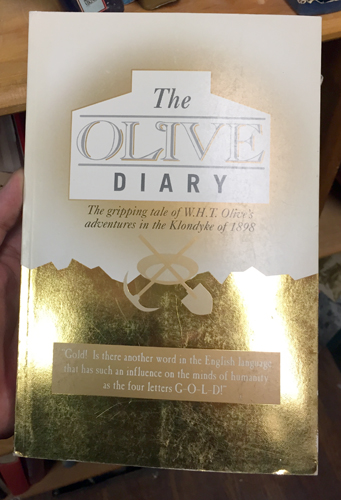 The
OLIVE
DIARY
The gripping tale of W.H.T. Olive's
adventures in the Klondyke of 1898
"Gold! Is there another word in the English language
that has such an influence on the minds of humanity
as the four letters G-O-L-D!"